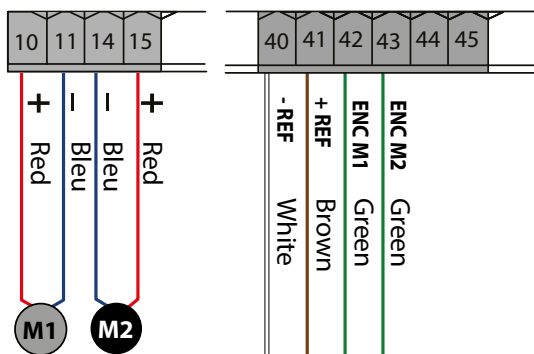 10 11 14 15
+ − − +
Red Bleu Bleu Red
M1 M2
40 41 42 43 44 45
- REF + REF ENC M1 ENC M2
White Brown Green Green